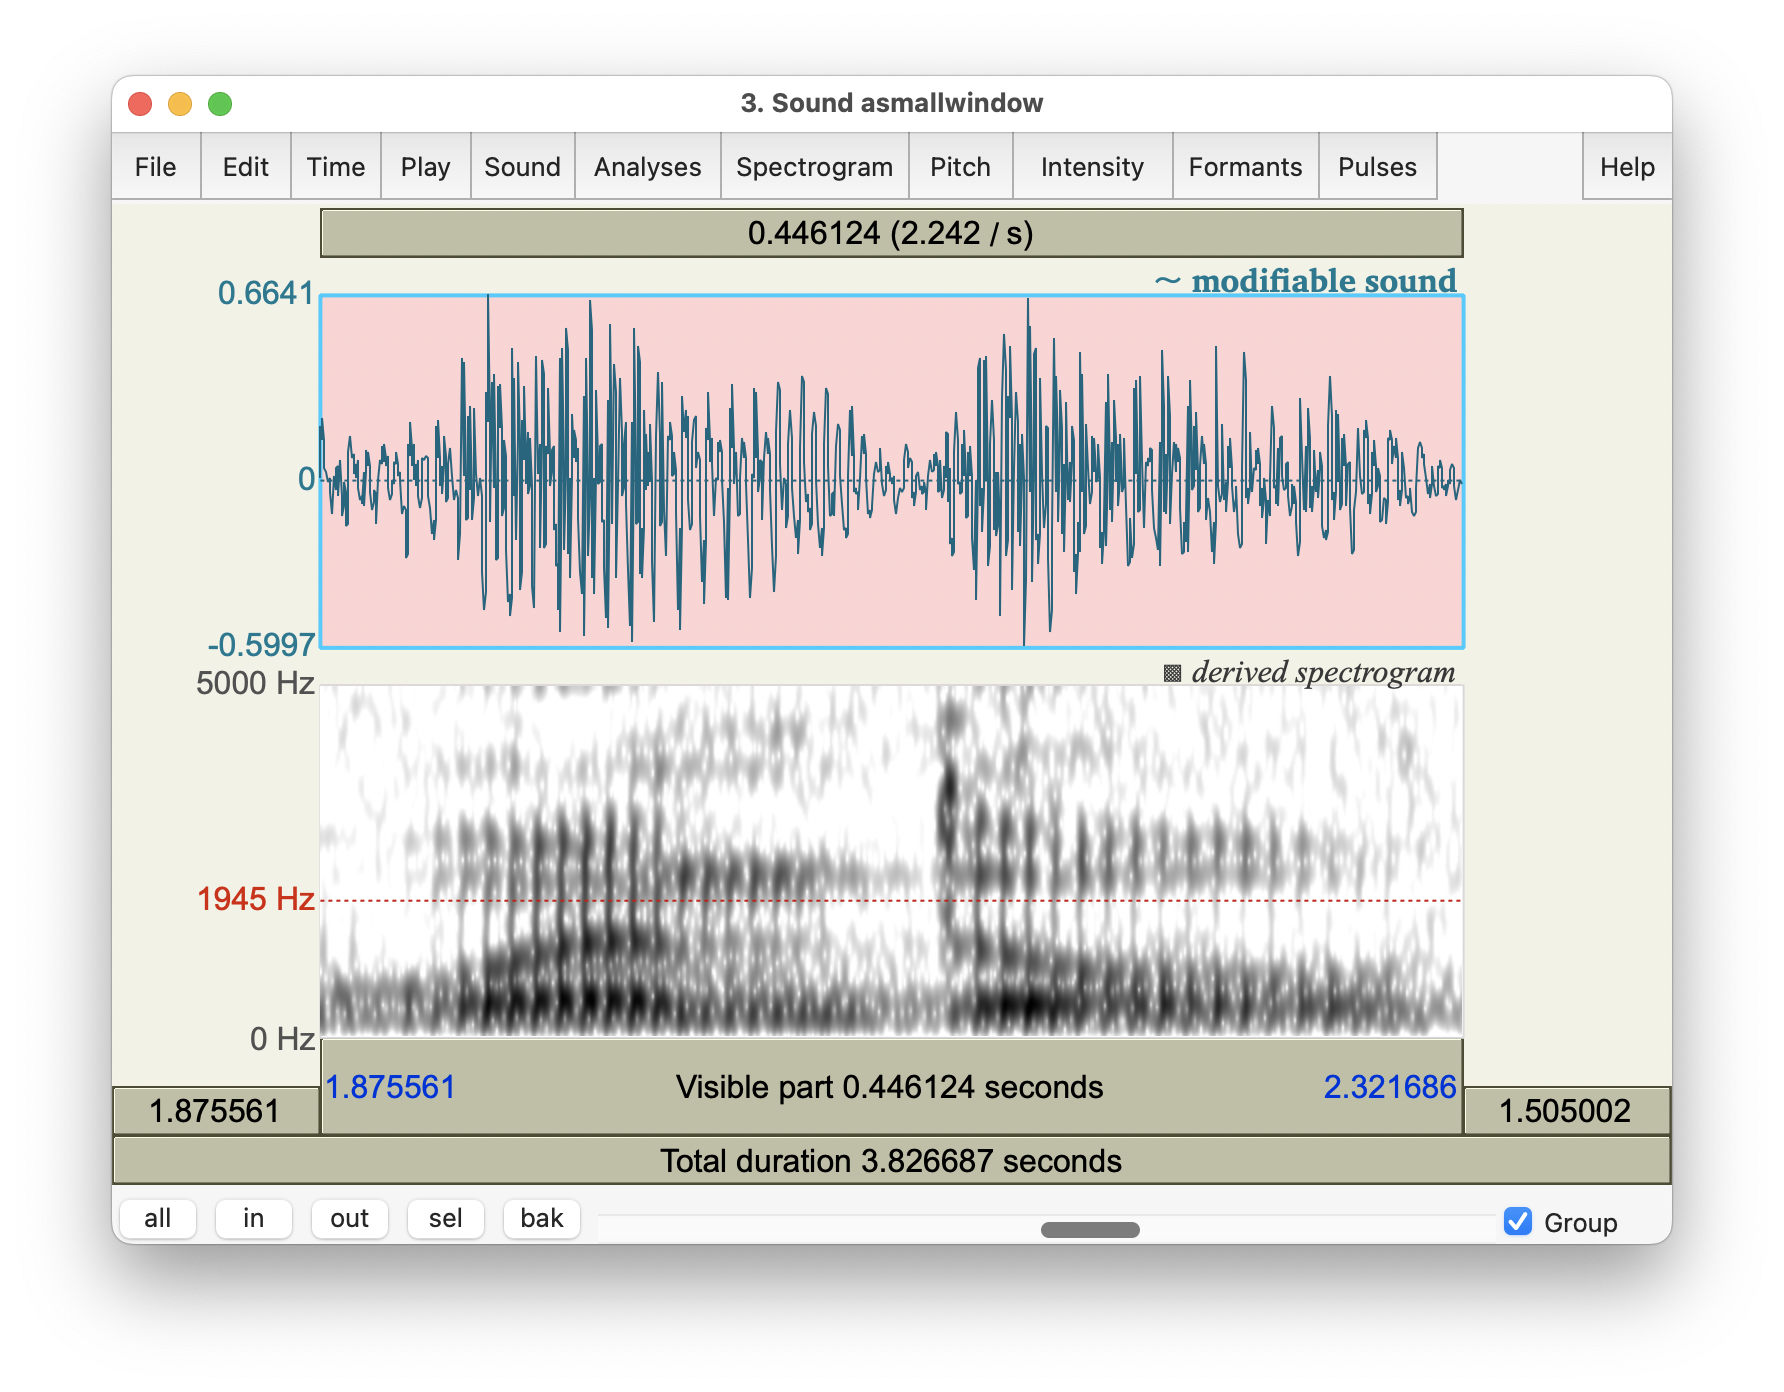 3. Sound asmallwindow
File Edit Time Play Sound Analyses Spectrogram Pitch Intensity Formants Pulses Help
0.446124 (2.242 / s)
~ modifiable sound
0.6641
0
-0.5997
derived spectrogram
5000 Hz
1945 Hz
0 Hz
1.875561 Visible part 0.446124 seconds 2.321686
1.875561 1.505002
Total duration 3.826687 seconds
all in out sel bak Group